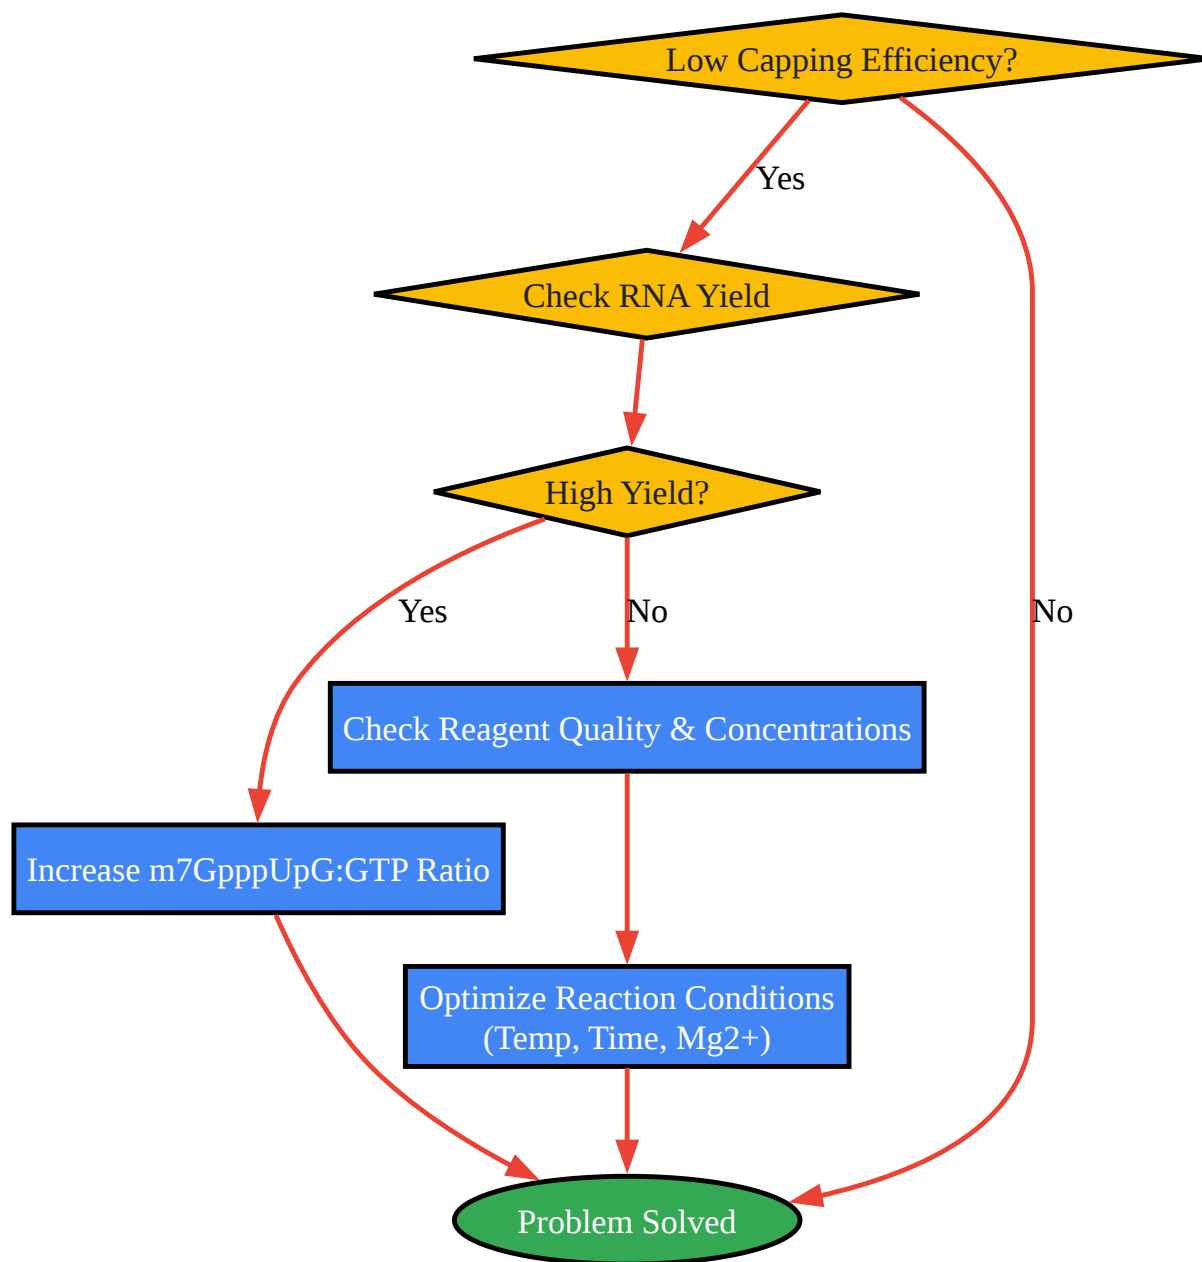 Low Capping Efficiency?
Yes
Check RNA Yield
High Yield?
Yes
No
No
Check Reagent Quality & Concentrations
Increase m7GpppUpG:GTP Ratio
Optimize Reaction Conditions
(Temp, Time, Mg2+)
Problem Solved